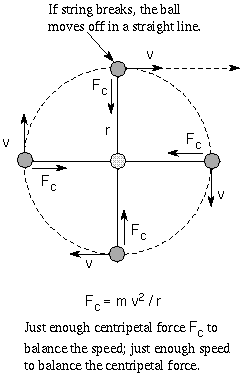 If string breaks, the ball
moves off in a straight line.
v
Fc
v
r
Fc
Fc
Fc
v
v
Fc = m v² / r
Just enough centripetal force Fc to
balance the speed; just enough speed
to balance the centripetal force.